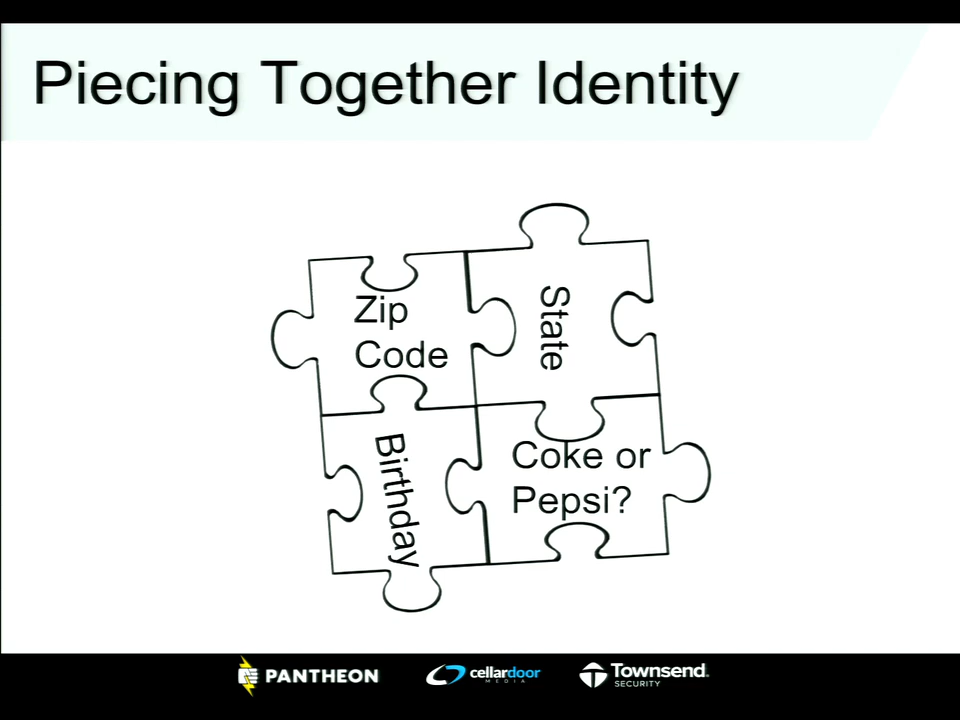 Piecing Together Identity
Zip
Code
State
Birthday
Coke or
Pepsi?
PANTHEON
cellardoor
MEDIA
Townsend
SECURITY